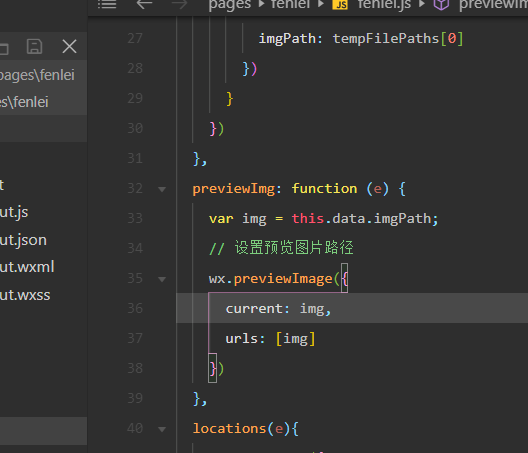 pages > fenlei > JS fenlei.js > previewIm
pages\fenlei
s\fenlei
t
ut.js
ut.json
ut.wxml
ut.wxss
27 imgPath: tempFilePaths[0]
28 })
29 }
30 })
31 },
32 previewImg: function (e) {
33 var img = this.data.imgPath;
34 // 设置预览图片路径
35 wx.previewImage({
36 current: img,
37 urls: [img]
38 })
39 },
40 locations(e){